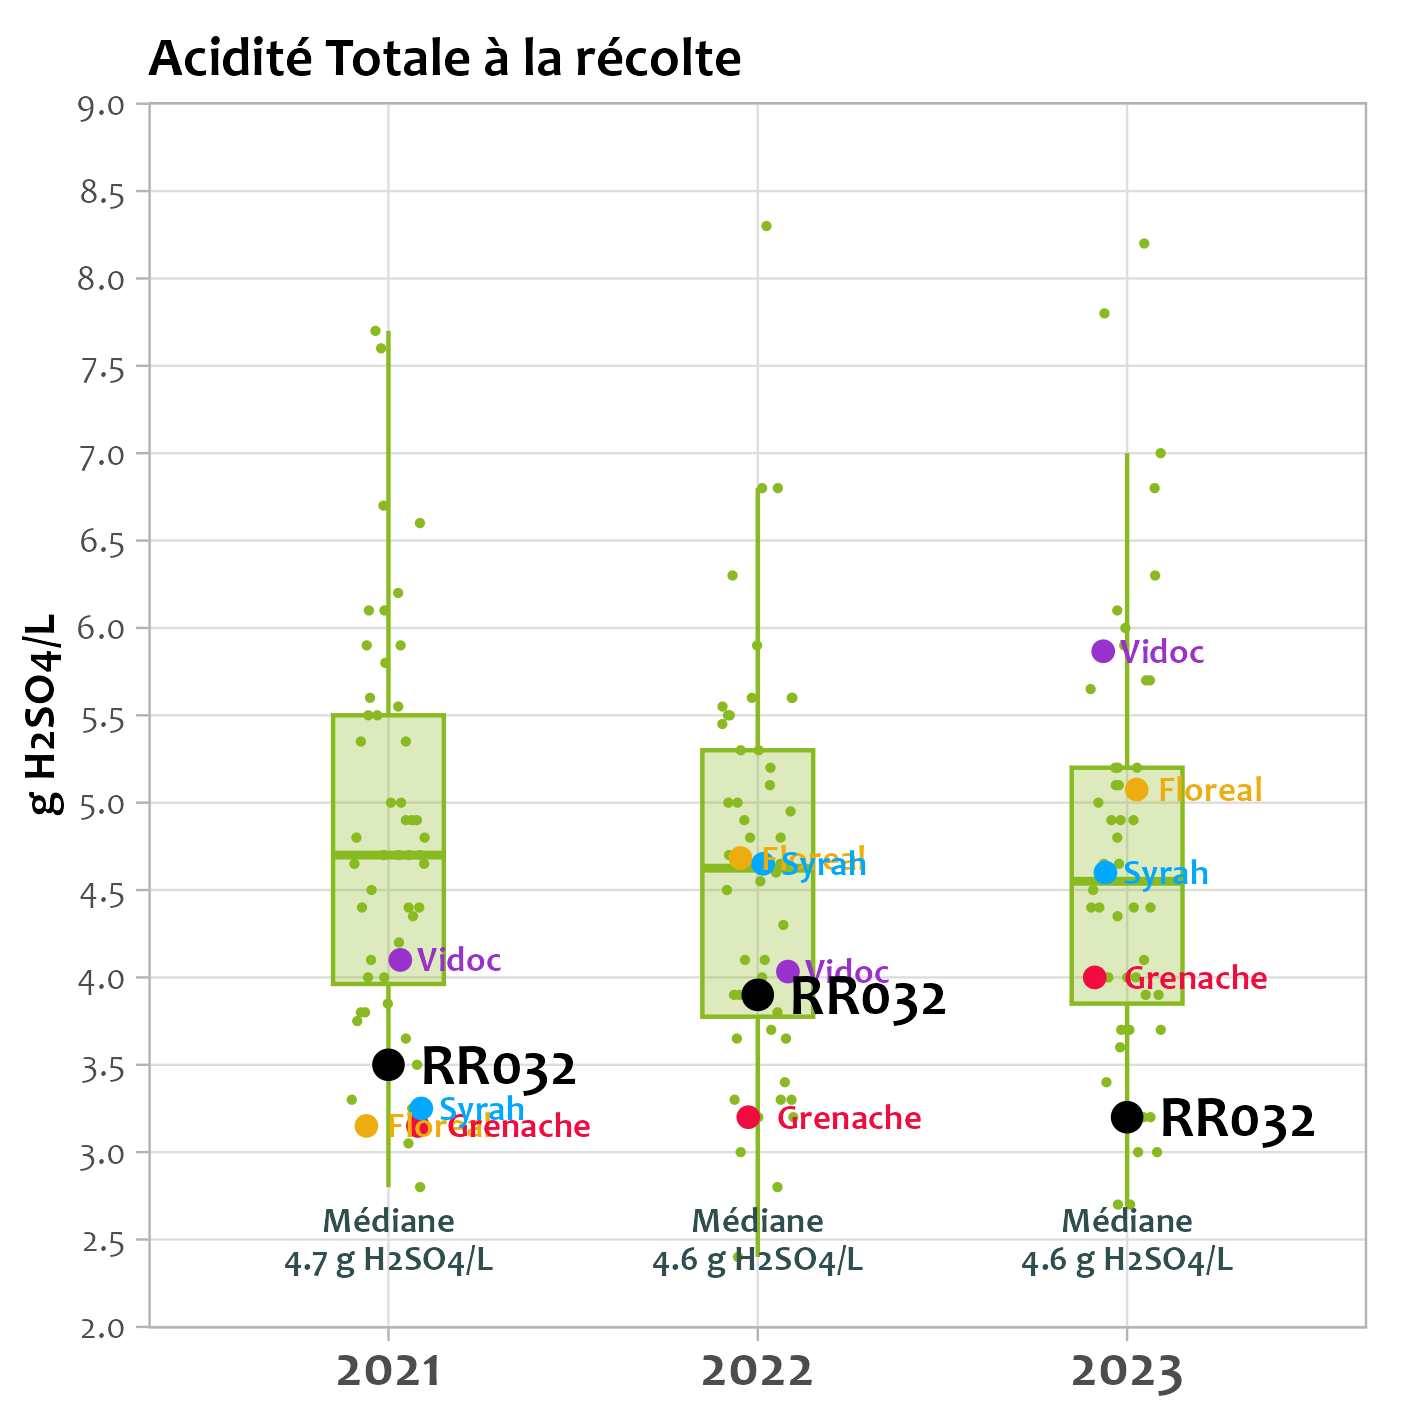 Acidité Totale à la récolte
g H2SO4/L
9.0
8.5
8.0
7.5
7.0
6.5
6.0
5.5
5.0
4.5
4.0
3.5
3.0
2.5
2.0
Vidoc
RR032
Syrah
Floreal
Grenache
Médiane
4.7 g H2SO4/L
Floreal
Syrah
Vidoc
RR032
Grenache
Médiane
4.6 g H2SO4/L
Vidoc
Floreal
Syrah
Grenache
RR032
Médiane
4.6 g H2SO4/L
2021
2022
2023